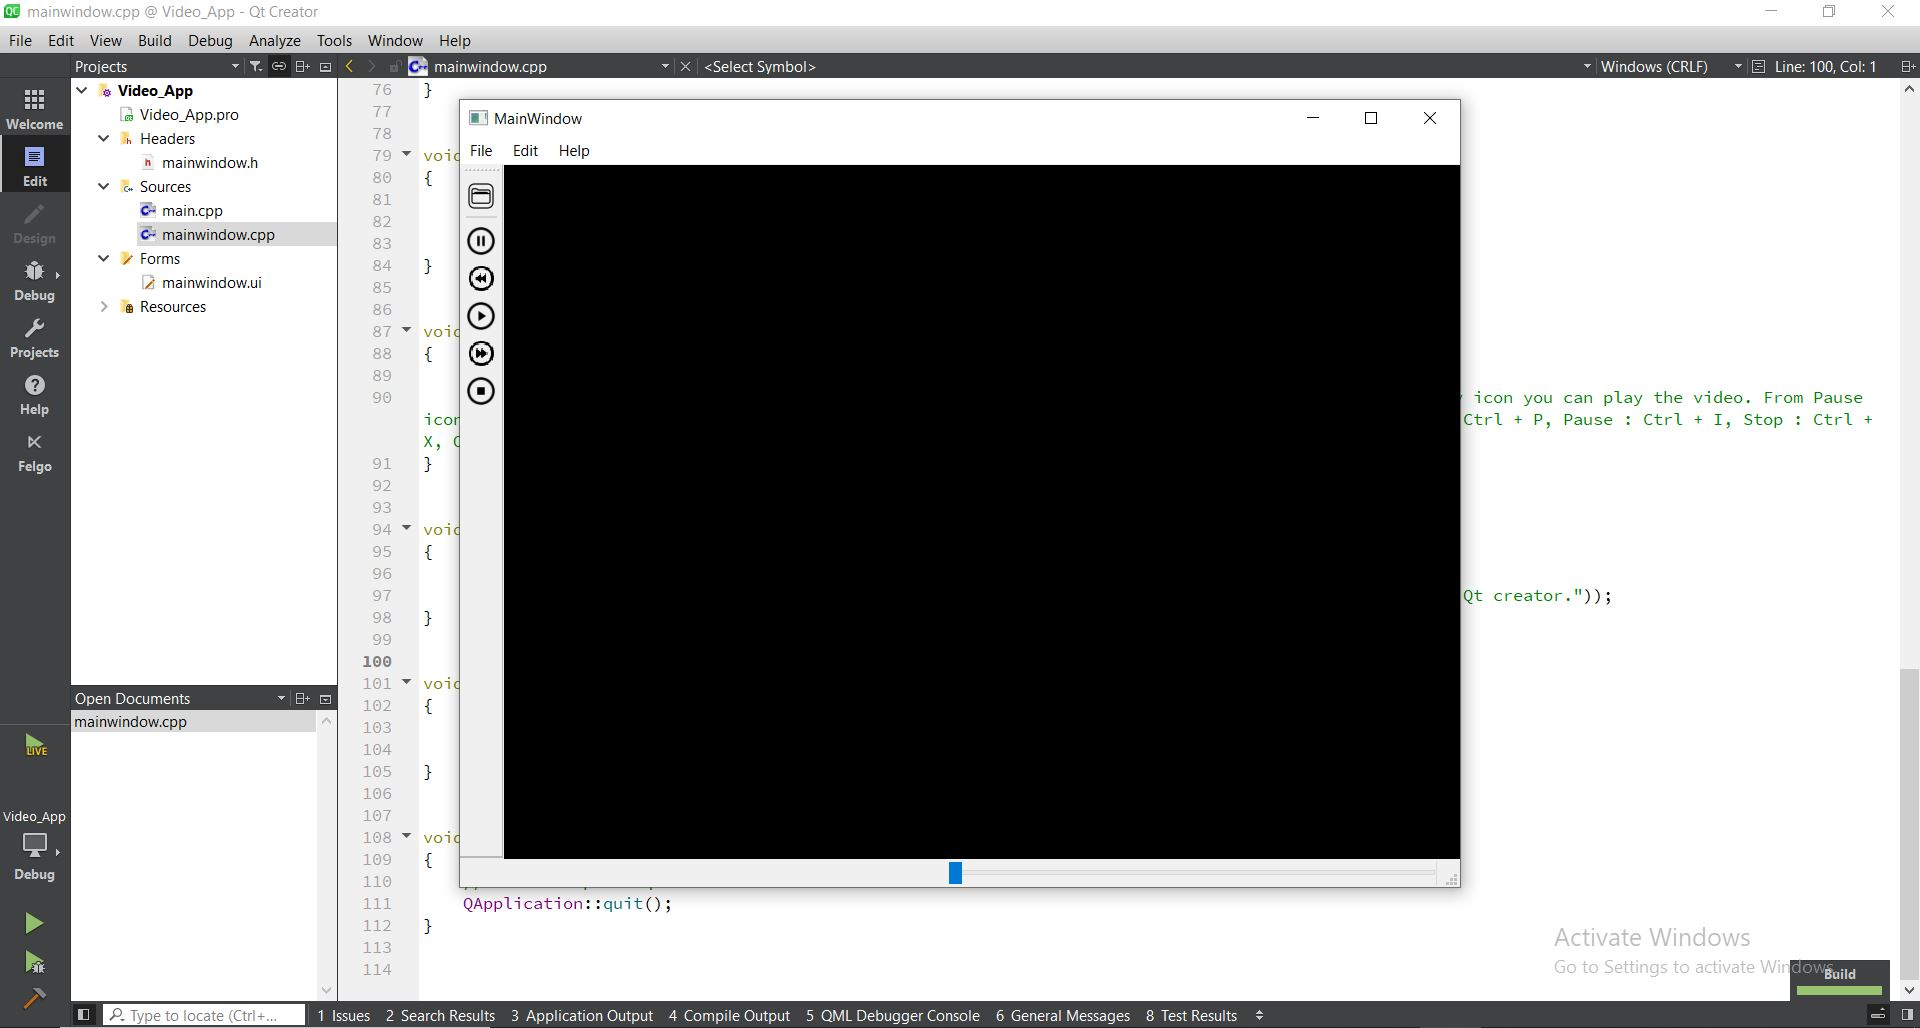 mainwindow.cpp @ Video_App - Qt Creator
File Edit View Build Debug Analyze Tools Window Help
Projects mainwindow.cpp <Select Symbol> Windows (CRLF) Line: 100, Col: 1
Welcome
Edit
Design
Debug
Projects
Help
Felgo
LIVE
Video_App
Debug
Video_App
Video_App.pro
Headers
mainwindow.h
Sources
main.cpp
mainwindow.cpp
Forms
mainwindow.ui
Resources
Open Documents
mainwindow.cpp
76 }
77
78
79 void
80 {
81
82
83
84 }
85
86
87 void
88 {
89
90 icon you can play the video. From Pause
icon Ctrl + P, Pause : Ctrl + I, Stop : Ctrl +
X,
91 }
92
93
94 void
95 {
96
97 Qt creator."));
98 }
99
100
101 void
102 {
103
104
105 }
106
107
108 void
109 {
110
111 QApplication::quit();
112 }
113
114
MainWindow
File Edit Help
Activate Windows
Go to Settings to activate Windows.
Build
Type to locate (Ctrl+... 1 Issues 2 Search Results 3 Application Output 4 Compile Output 5 QML Debugger Console 6 General Messages 8 Test Results